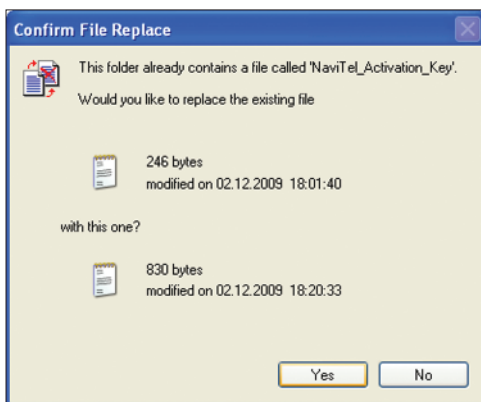 Confirm File Replace
This folder already contains a file called 'NaviTel_Activation_Key'.
Would you like to replace the existing file
246 bytes
modified on 02.12.2009 18:01:40
with this one?
830 bytes
modified on 02.12.2009 18:20:33
Yes No